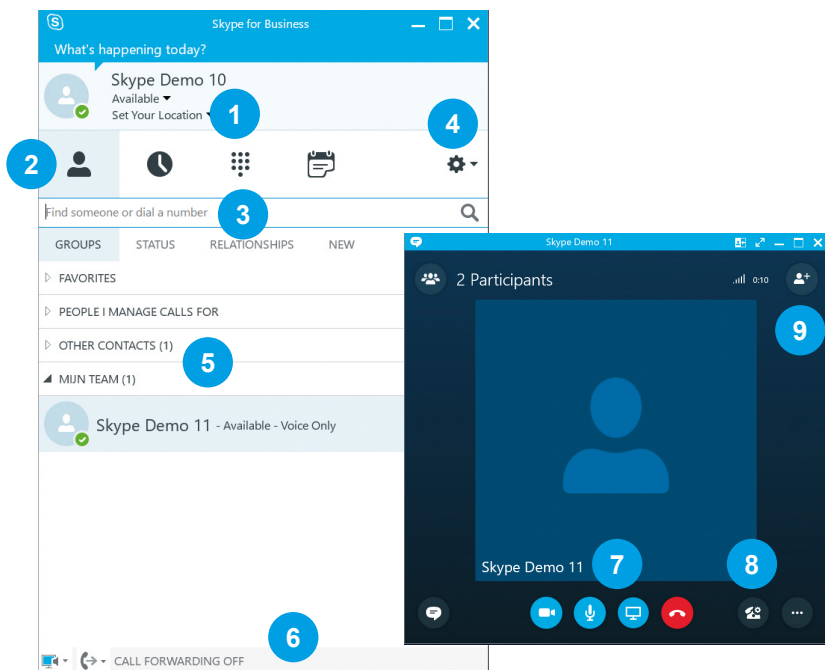 Skype for Business
What's happening today?
Skype Demo 10
Available
Set Your Location
1
4
2
Find someone or dial a number
3
GROUPS STATUS RELATIONSHIPS NEW
FAVORITES
PEOPLE I MANAGE CALLS FOR
OTHER CONTACTS (1)
5
MIJN TEAM (1)
Skype Demo 11 - Available - Voice Only
6
CALL FORWARDING OFF
Skype Demo 11
2 Participants
0:10
9
Skype Demo 11
7
8